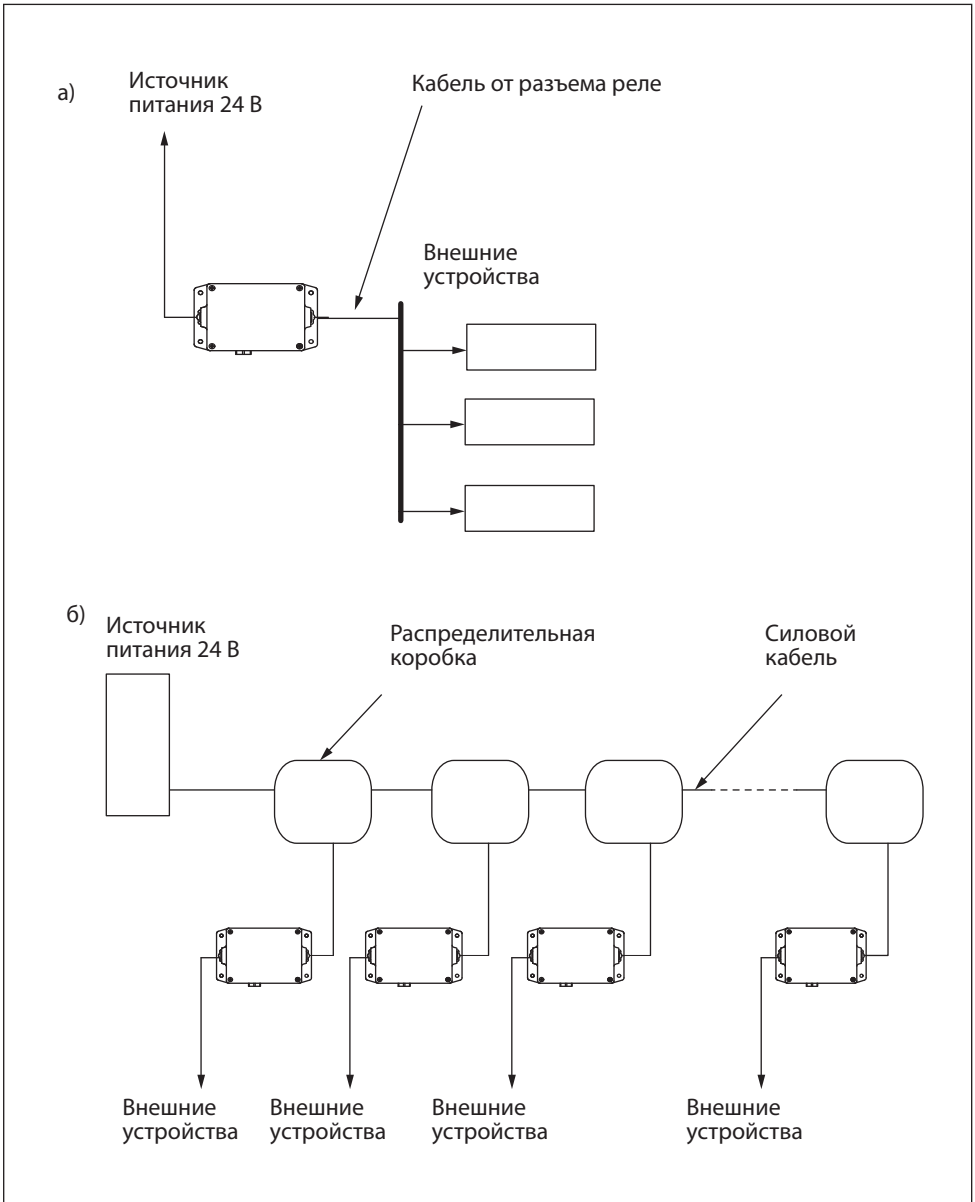 а)
Источник
питания 24 В
Кабель от разъема реле
Внешние
устройства
б)
Источник
питания 24 В
Распределительная
коробка
Силовой
кабель
Внешние
устройства
Внешние
устройства
Внешние
устройства
Внешние
устройства